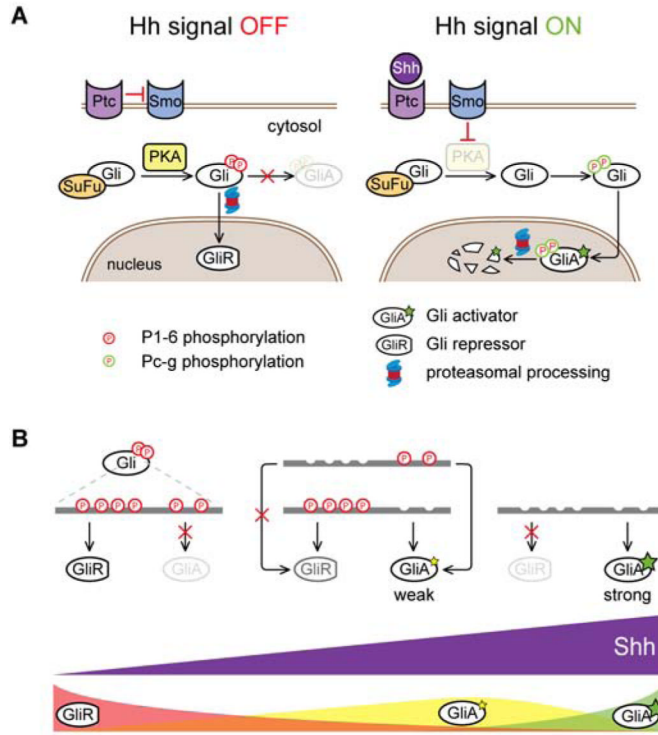 A
Hh signal OFF
Hh signal ON
Shh
Ptc
Smo
Ptc
Smo
cytosol
PKA
PKA
SuFu
Gli
Gli
P
P
P
P
GliA
SuFu
Gli
Gli
P
P
Gli
nucleus
GliR
P
P
GliA
P P1-6 phosphorylation
P Pc-g phosphorylation
GliA Gli activator
GliR Gli repressor
proteasomal processing
B
Gli
P
P
P P
P P P P P P
P P P P
GliR
GliA
GliR
GliA
GliR
GliA
weak
strong
Shh
GliR
GliA
GliA